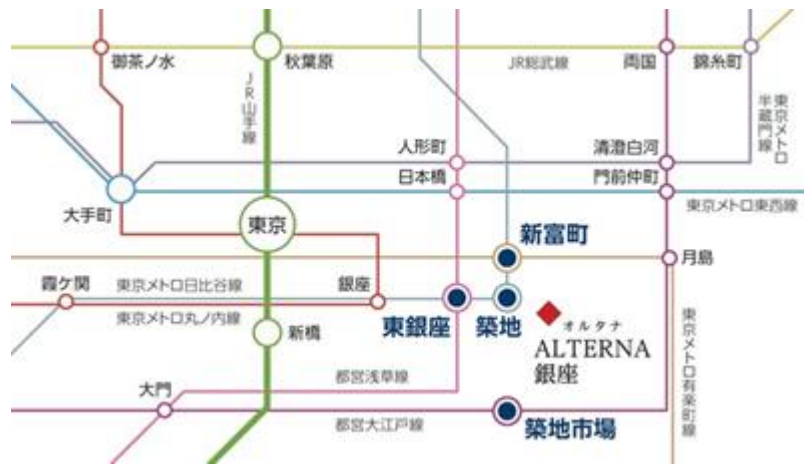 御茶ノ水
秋葉原
JR総武線
両国
錦糸町
JR山手線
東京メトロ
半蔵門線
人形町
清澄白河
日本橋
門前仲町
東京メトロ東西線
大手町
東京
新富町
月島
霞ケ関
東京メトロ日比谷線
銀座
東京メトロ丸ノ内線
東銀座
築地
新橋
オルタナ
ALTERNA
銀座
東京メトロ有楽町線
都営浅草線
大門
都営大江戸線
築地市場